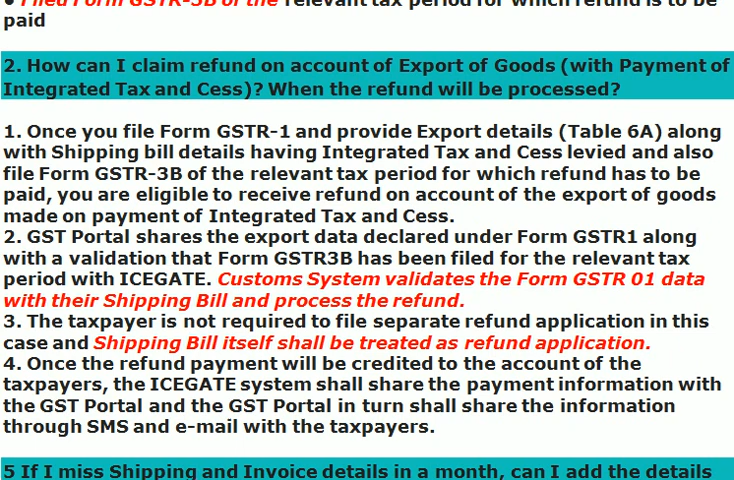 • Filed Form GSTR-3B of the relevant tax period for which refund is to be
paid
2. How can I claim refund on account of Export of Goods (with Payment of
Integrated Tax and Cess)? When the refund will be processed?
1. Once you file Form GSTR-1 and provide Export details (Table 6A) along
with Shipping bill details having Integrated Tax and Cess levied and also
file Form GSTR-3B of the relevant tax period for which refund has to be
paid, you are eligible to receive refund on account of the export of goods
made on payment of Integrated Tax and Cess.
2. GST Portal shares the export data declared under Form GSTR1 along
with a validation that Form GSTR3B has been filed for the relevant tax
period with ICEGATE. Customs System validates the Form GSTR 01 data
with their Shipping Bill and process the refund.
3. The taxpayer is not required to file separate refund application in this
case and Shipping Bill itself shall be treated as refund application.
4. Once the refund payment will be credited to the account of the
taxpayers, the ICEGATE system shall share the payment information with
the GST Portal and the GST Portal in turn shall share the information
through SMS and e-mail with the taxpayers.
5 If I miss Shipping and Invoice details in a month, can I add the details